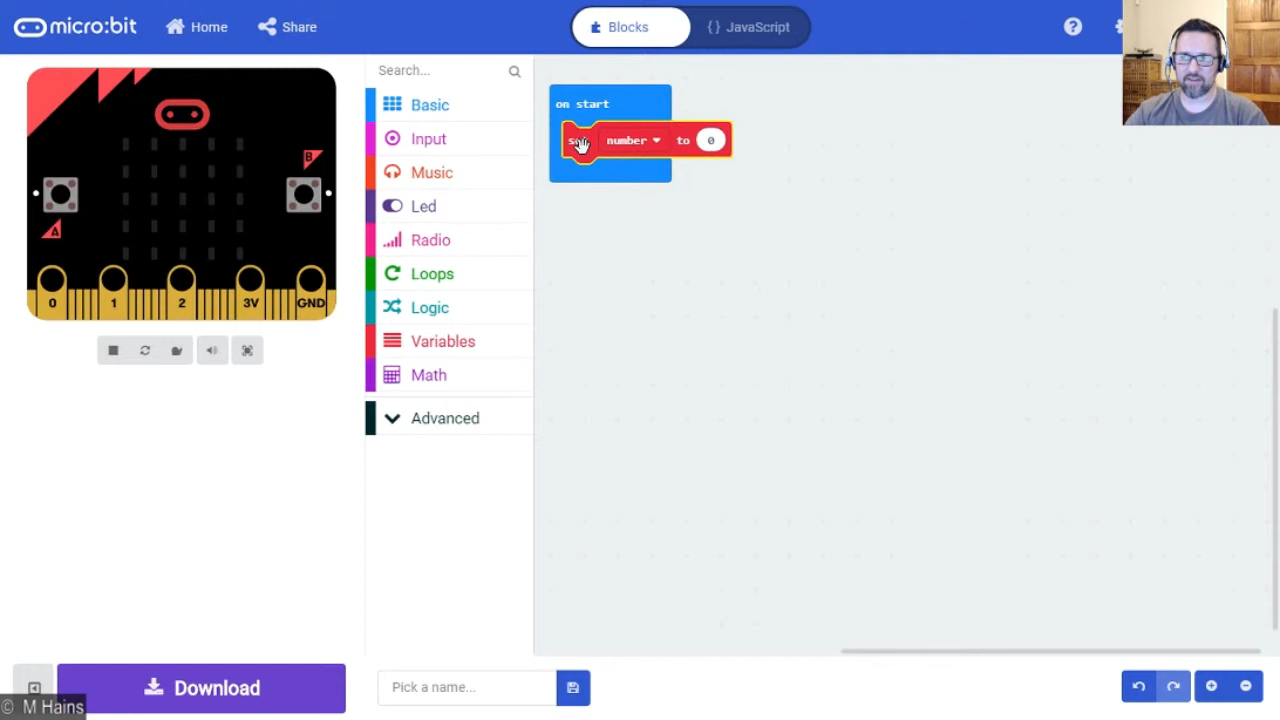 micro:bit
Home
Share
Blocks
{} JavaScript
?
Search...
Basic
Input
Music
Led
Radio
Loops
Logic
Variables
Math
Advanced
on start
number to 0
B
A
0 1 2 3V GND
Download
Pick a name...
© M Hains